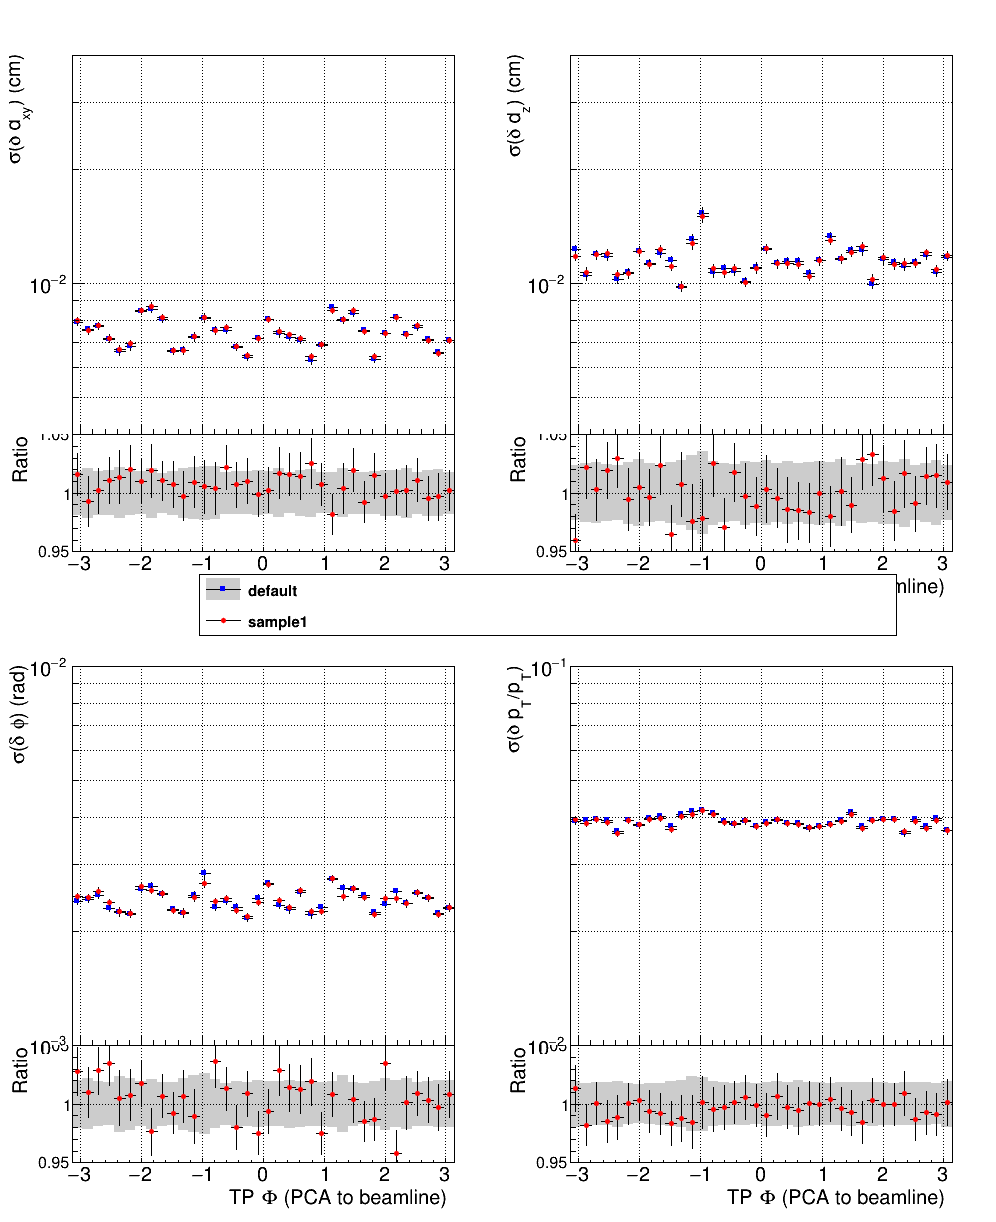 σ(δ d_xy) (cm)
10^−2
Ratio
1.05
1
0.95
−3 −2 −1 0 1 2 3
σ(δ d_z) (cm)
10^−2
Ratio
1.05
1
0.95
−3 −2 −1 0 1 2 3
mline)
default
sample1
σ(δ φ) (rad)
10^−2
10^−3
Ratio
1
0.95
−3 −2 −1 0 1 2 3
TP Φ (PCA to beamline)
σ(δ p_T/p_T)
10^−1
10^−2
Ratio
1
0.95
−3 −2 −1 0 1 2 3
TP Φ (PCA to beamline)